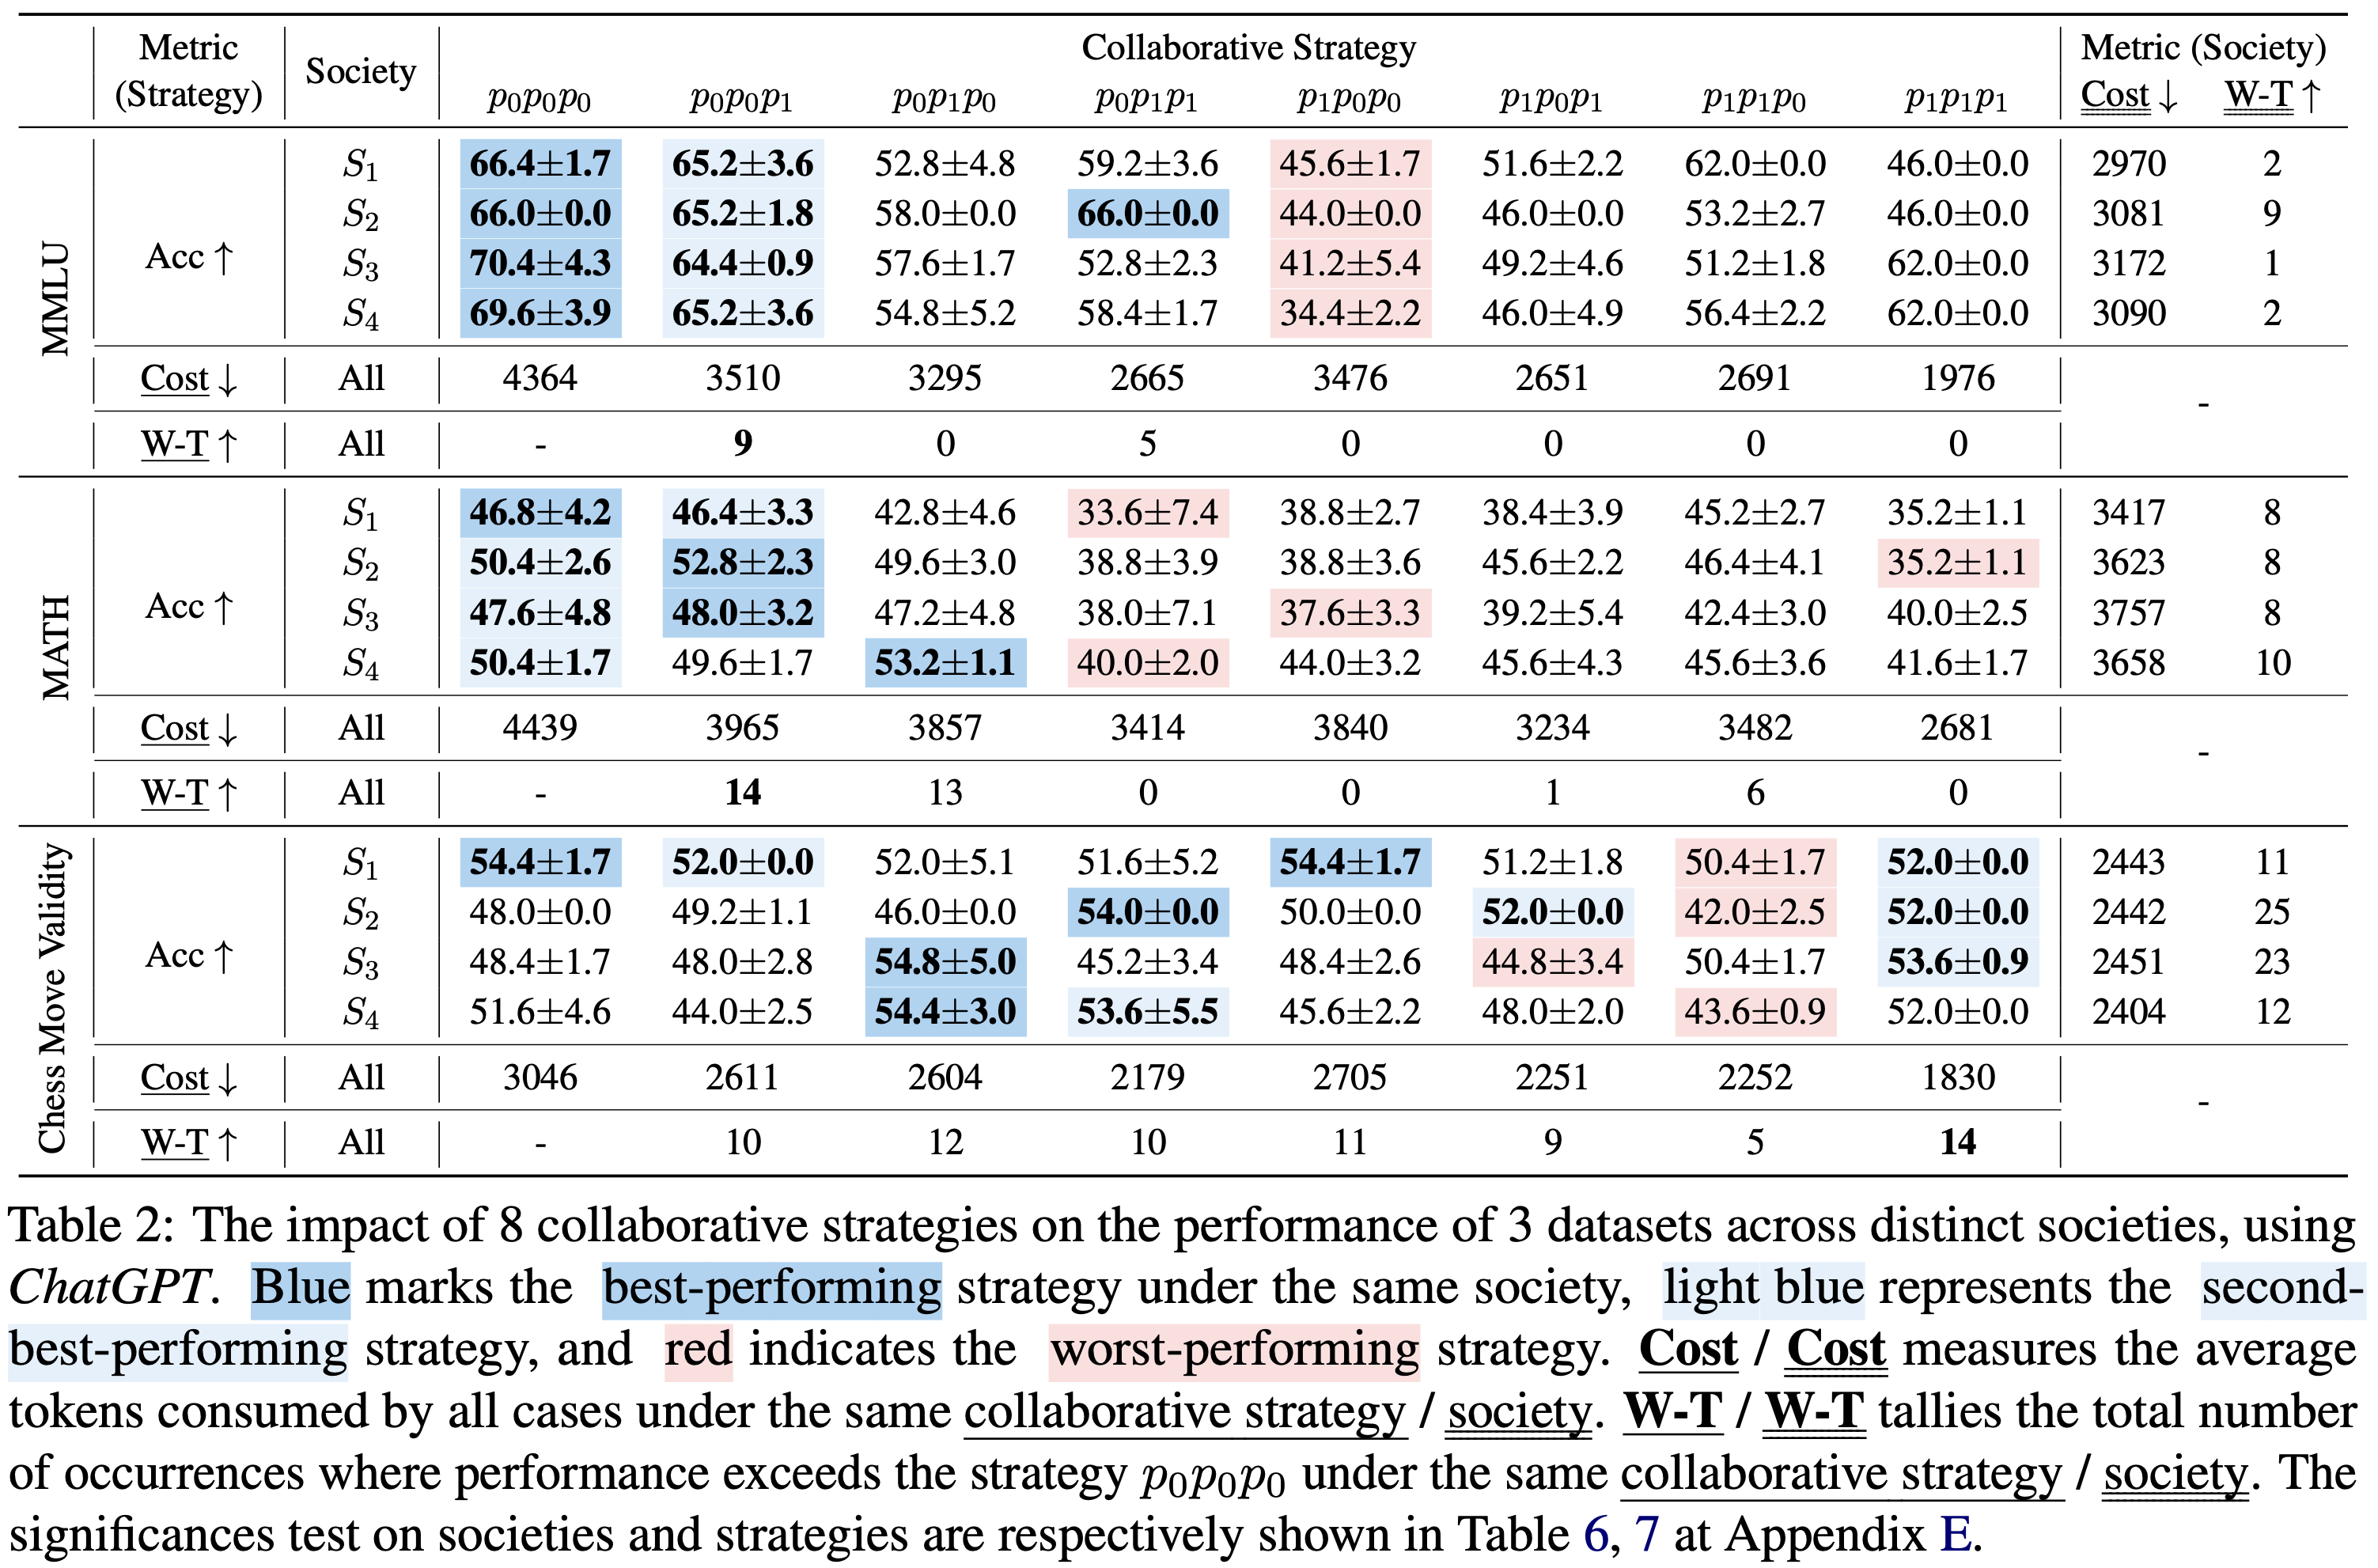 Metric Society Collaborative Strategy Metric (Society)
(Strategy) p0p0p0 p0p0p1 p0p1p0 p0p1p1 p1p0p0 p1p0p1 p1p1p0 p1p1p1 Cost ↓ W-T ↑
MMLU
Acc ↑
S1 66.4±1.7 65.2±3.6 52.8±4.8 59.2±3.6 45.6±1.7 51.6±2.2 62.0±0.0 46.0±0.0 2970 2
S2 66.0±0.0 65.2±1.8 58.0±0.0 66.0±0.0 44.0±0.0 46.0±0.0 53.2±2.7 46.0±0.0 3081 9
S3 70.4±4.3 64.4±0.9 57.6±1.7 52.8±2.3 41.2±5.4 49.2±4.6 51.2±1.8 62.0±0.0 3172 1
S4 69.6±3.9 65.2±3.6 54.8±5.2 58.4±1.7 34.4±2.2 46.0±4.9 56.4±2.2 62.0±0.0 3090 2
Cost ↓ All 4364 3510 3295 2665 3476 2651 2691 1976 -
W-T ↑ All - 9 0 5 0 0 0 0
MATH
Acc ↑
S1 46.8±4.2 46.4±3.3 42.8±4.6 33.6±7.4 38.8±2.7 38.4±3.9 45.2±2.7 35.2±1.1 3417 8
S2 50.4±2.6 52.8±2.3 49.6±3.0 38.8±3.9 38.8±3.6 45.6±2.2 46.4±4.1 35.2±1.1 3623 8
S3 47.6±4.8 48.0±3.2 47.2±4.8 38.0±7.1 37.6±3.3 39.2±5.4 42.4±3.0 40.0±2.5 3757 8
S4 50.4±1.7 49.6±1.7 53.2±1.1 40.0±2.0 44.0±3.2 45.6±4.3 45.6±3.6 41.6±1.7 3658 10
Cost ↓ All 4439 3965 3857 3414 3840 3234 3482 2681 -
W-T ↑ All - 14 13 0 0 1 6 0
Chess Move Validity
Acc ↑
S1 54.4±1.7 52.0±0.0 52.0±5.1 51.6±5.2 54.4±1.7 51.2±1.8 50.4±1.7 52.0±0.0 2443 11
S2 48.0±0.0 49.2±1.1 46.0±0.0 54.0±0.0 50.0±0.0 52.0±0.0 42.0±2.5 52.0±0.0 2442 25
S3 48.4±1.7 48.0±2.8 54.8±5.0 45.2±3.4 48.4±2.6 44.8±3.4 50.4±1.7 53.6±0.9 2451 23
S4 51.6±4.6 44.0±2.5 54.4±3.0 53.6±5.5 45.6±2.2 48.0±2.0 43.6±0.9 52.0±0.0 2404 12
Cost ↓ All 3046 2611 2604 2179 2705 2251 2252 1830 -
W-T ↑ All - 10 12 10 11 9 5 14
Table 2: The impact of 8 collaborative strategies on the performance of 3 datasets across distinct societies, using
ChatGPT. Blue marks the best-performing strategy under the same society, light blue represents the second-
best-performing strategy, and red indicates the worst-performing strategy. Cost / Cost measures the average
tokens consumed by all cases under the same collaborative strategy / society. W-T / W-T tallies the total number
of occurrences where performance exceeds the strategy p0p0p0 under the same collaborative strategy / society. The
significances test on societies and strategies are respectively shown in Table 6, 7 at Appendix E.